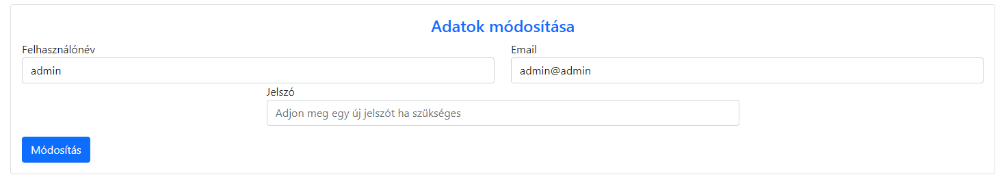 Adatok módosítása
Felhasználónév
Email
admin
admin@admin
Jelszó
Adjon meg egy új jelszót ha szükséges
Módosítás